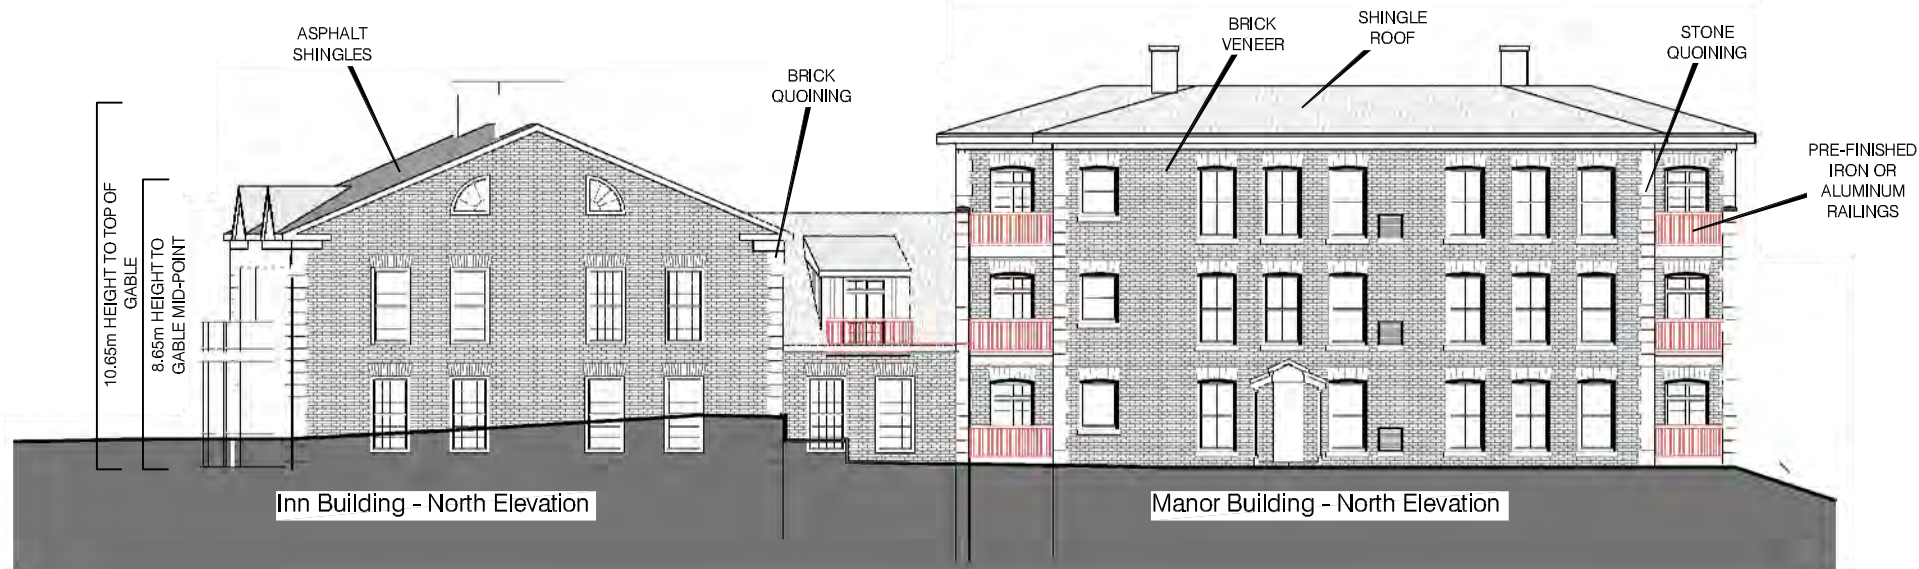 ASPHALT
SHINGLES
BRICK
QUOINING
BRICK
VENEER
SHINGLE
ROOF
STONE
QUOINING
PRE-FINISHED
IRON OR
ALUMINUM
RAILINGS
10.65m HEIGHT TO TOP OF
GABLE
8.65m HEIGHT TO
GABLE MID-POINT
Inn Building - North Elevation
Manor Building - North Elevation